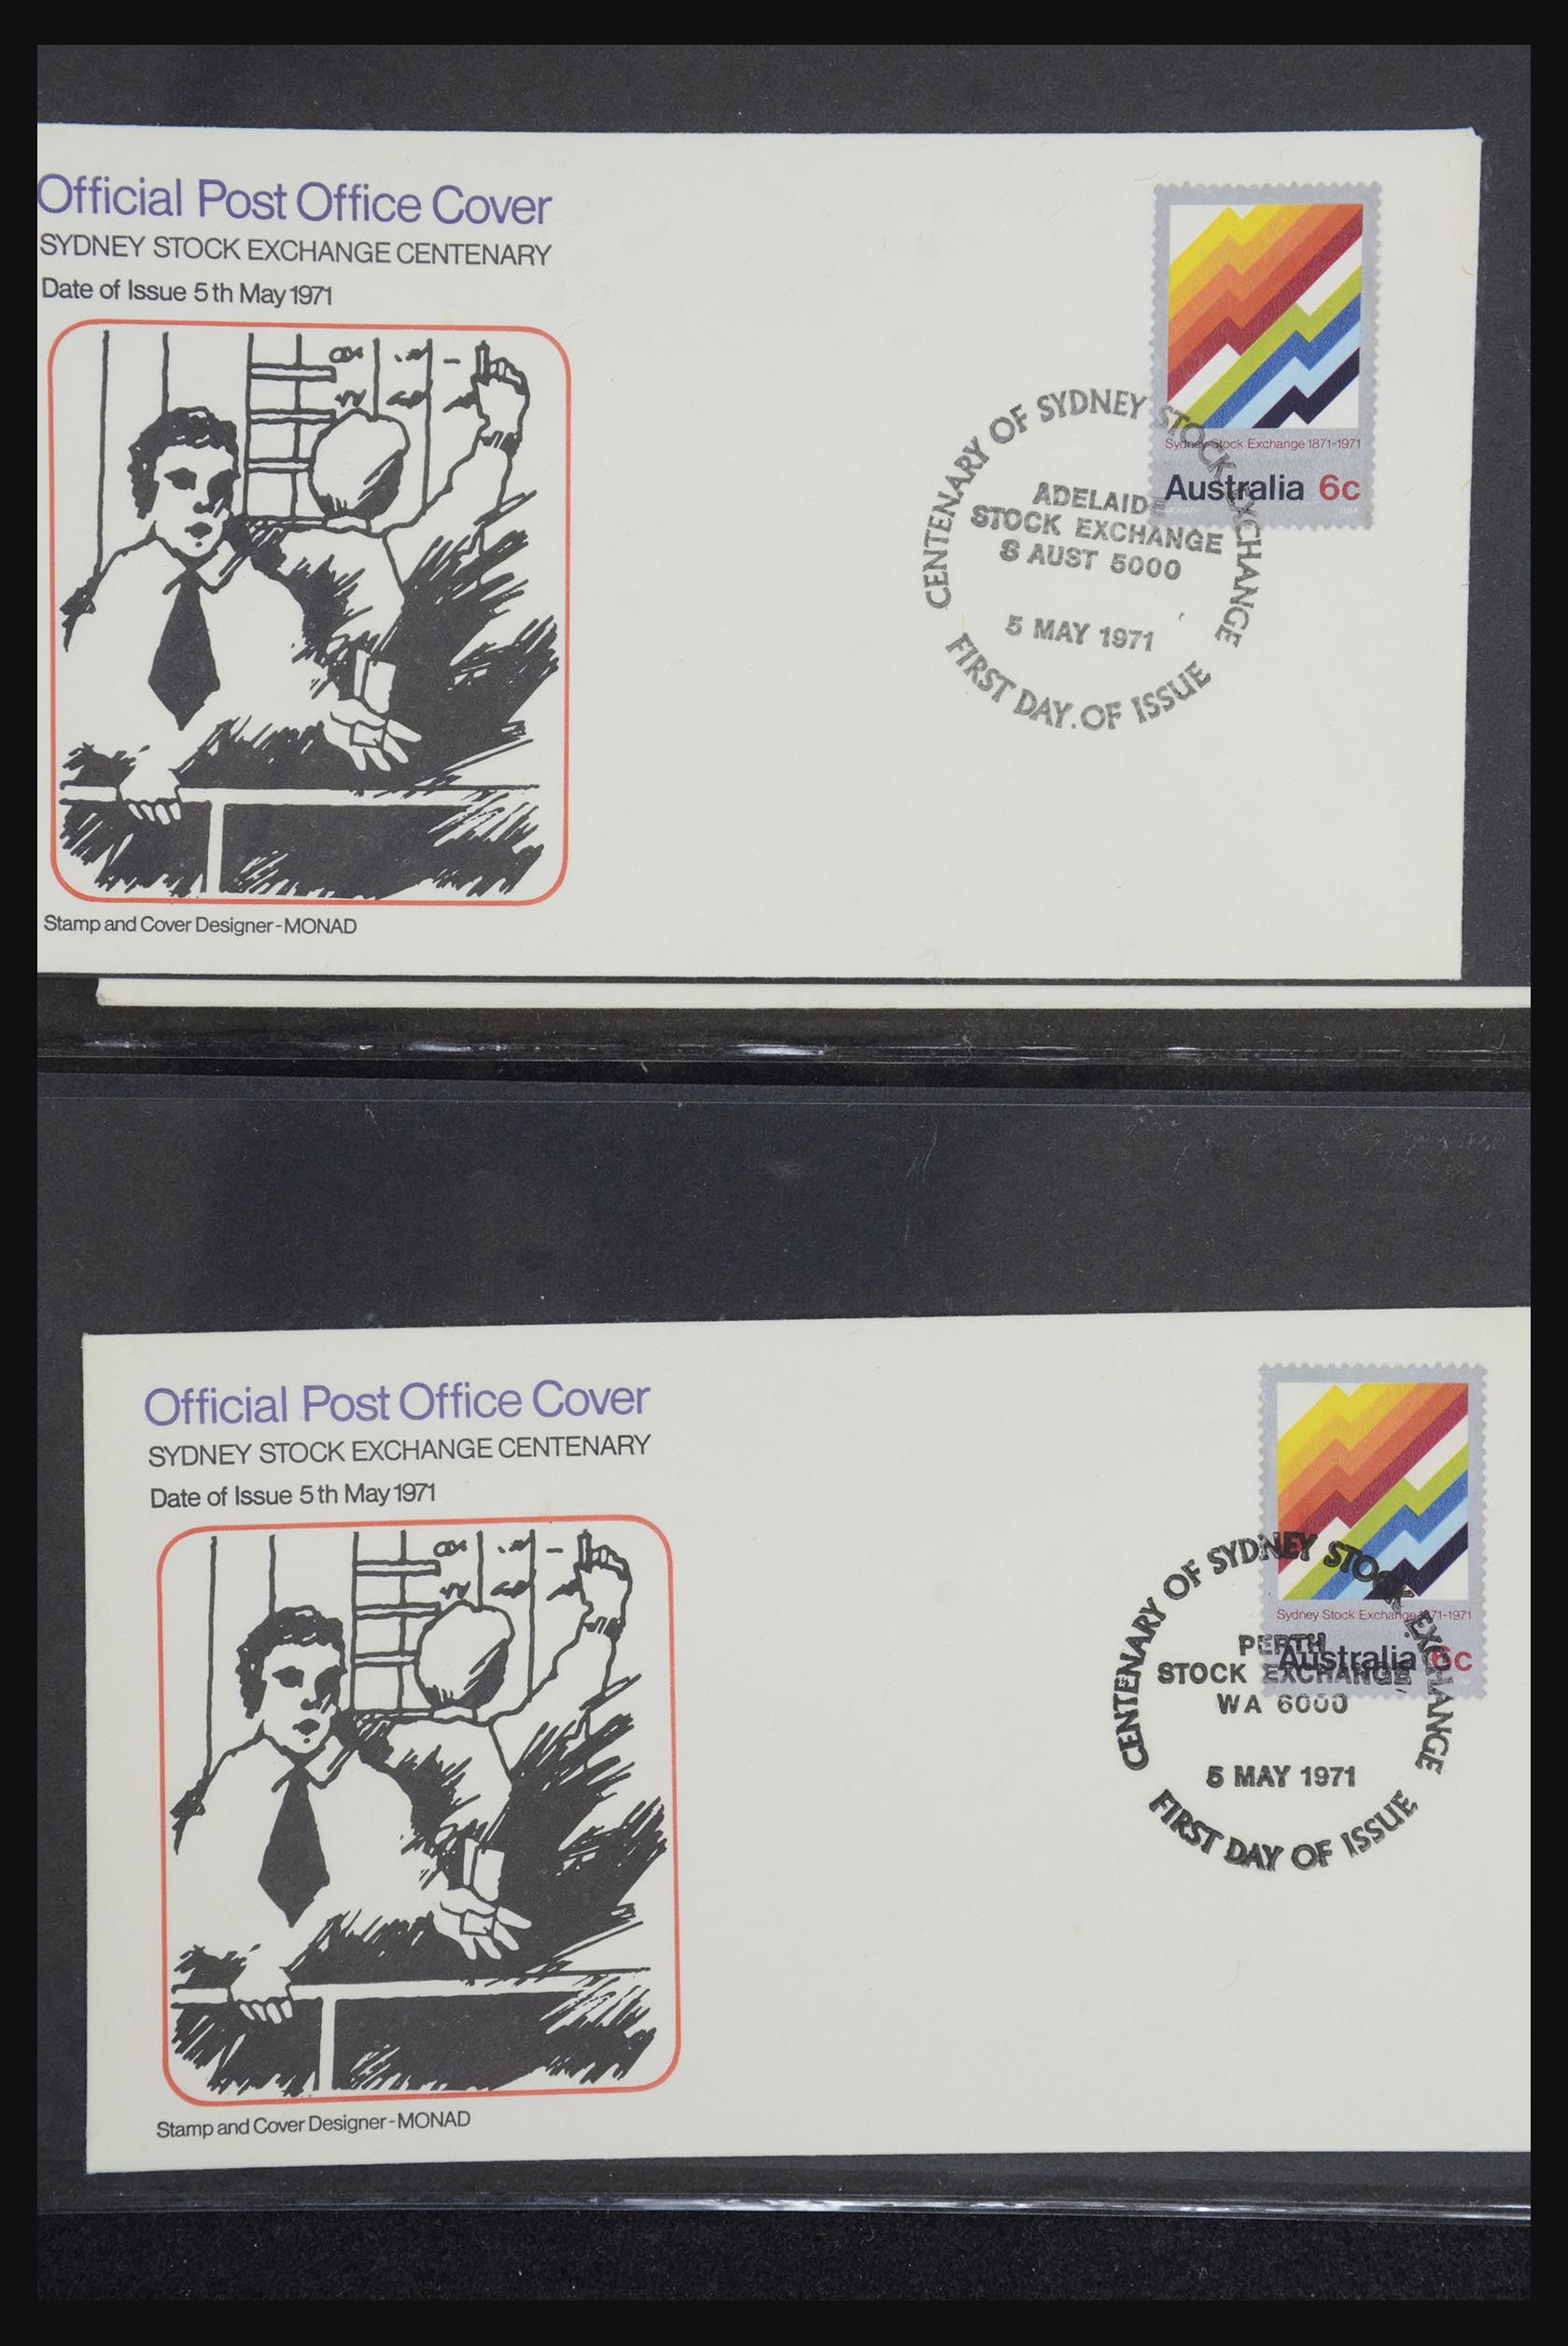 Official Post Office Cover
SYDNEY STOCK EXCHANGE CENTENARY
Date of Issue 5th May 1971
Stamp and Cover Designer - MONAD
Sydney Stock Exchange 1871-1971
Australia 6c
MONAD RBA
CENTENARY OF SYDNEY STOCK EXCHANGE
ADELAIDE
STOCK EXCHANGE
S AUST 5000
5 MAY 1971
FIRST DAY OF ISSUE
Official Post Office Cover
SYDNEY STOCK EXCHANGE CENTENARY
Date of Issue 5th May 1971
Stamp and Cover Designer - MONAD
Sydney Stock Exchange 1871-1971
Australia 6c
CENTENARY OF SYDNEY STOCK EXCHANGE
PERTH
STOCK EXCHANGE
WA 6000
5 MAY 1971
FIRST DAY OF ISSUE